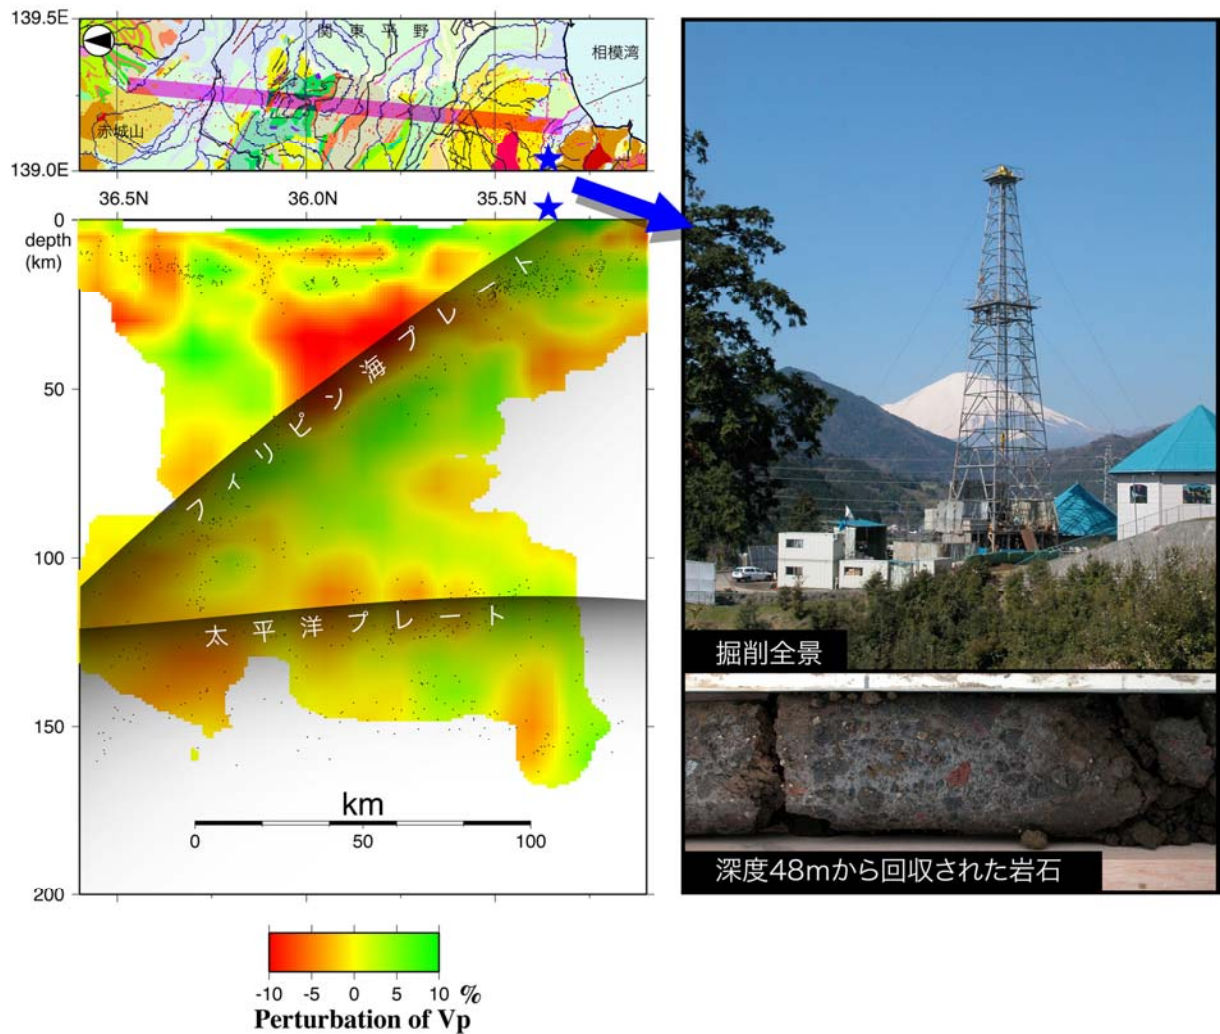 139.5E
関東平野
相模湾
赤城山
139.0E
36.5N 36.0N 35.5N
0
depth
(km)
50
100
150
200
フィリピン海プレート
太平洋プレート
km
0 50 100
-10 -5 0 5 10 %
Perturbation of Vp
掘削全景
深度48mから回収された岩石